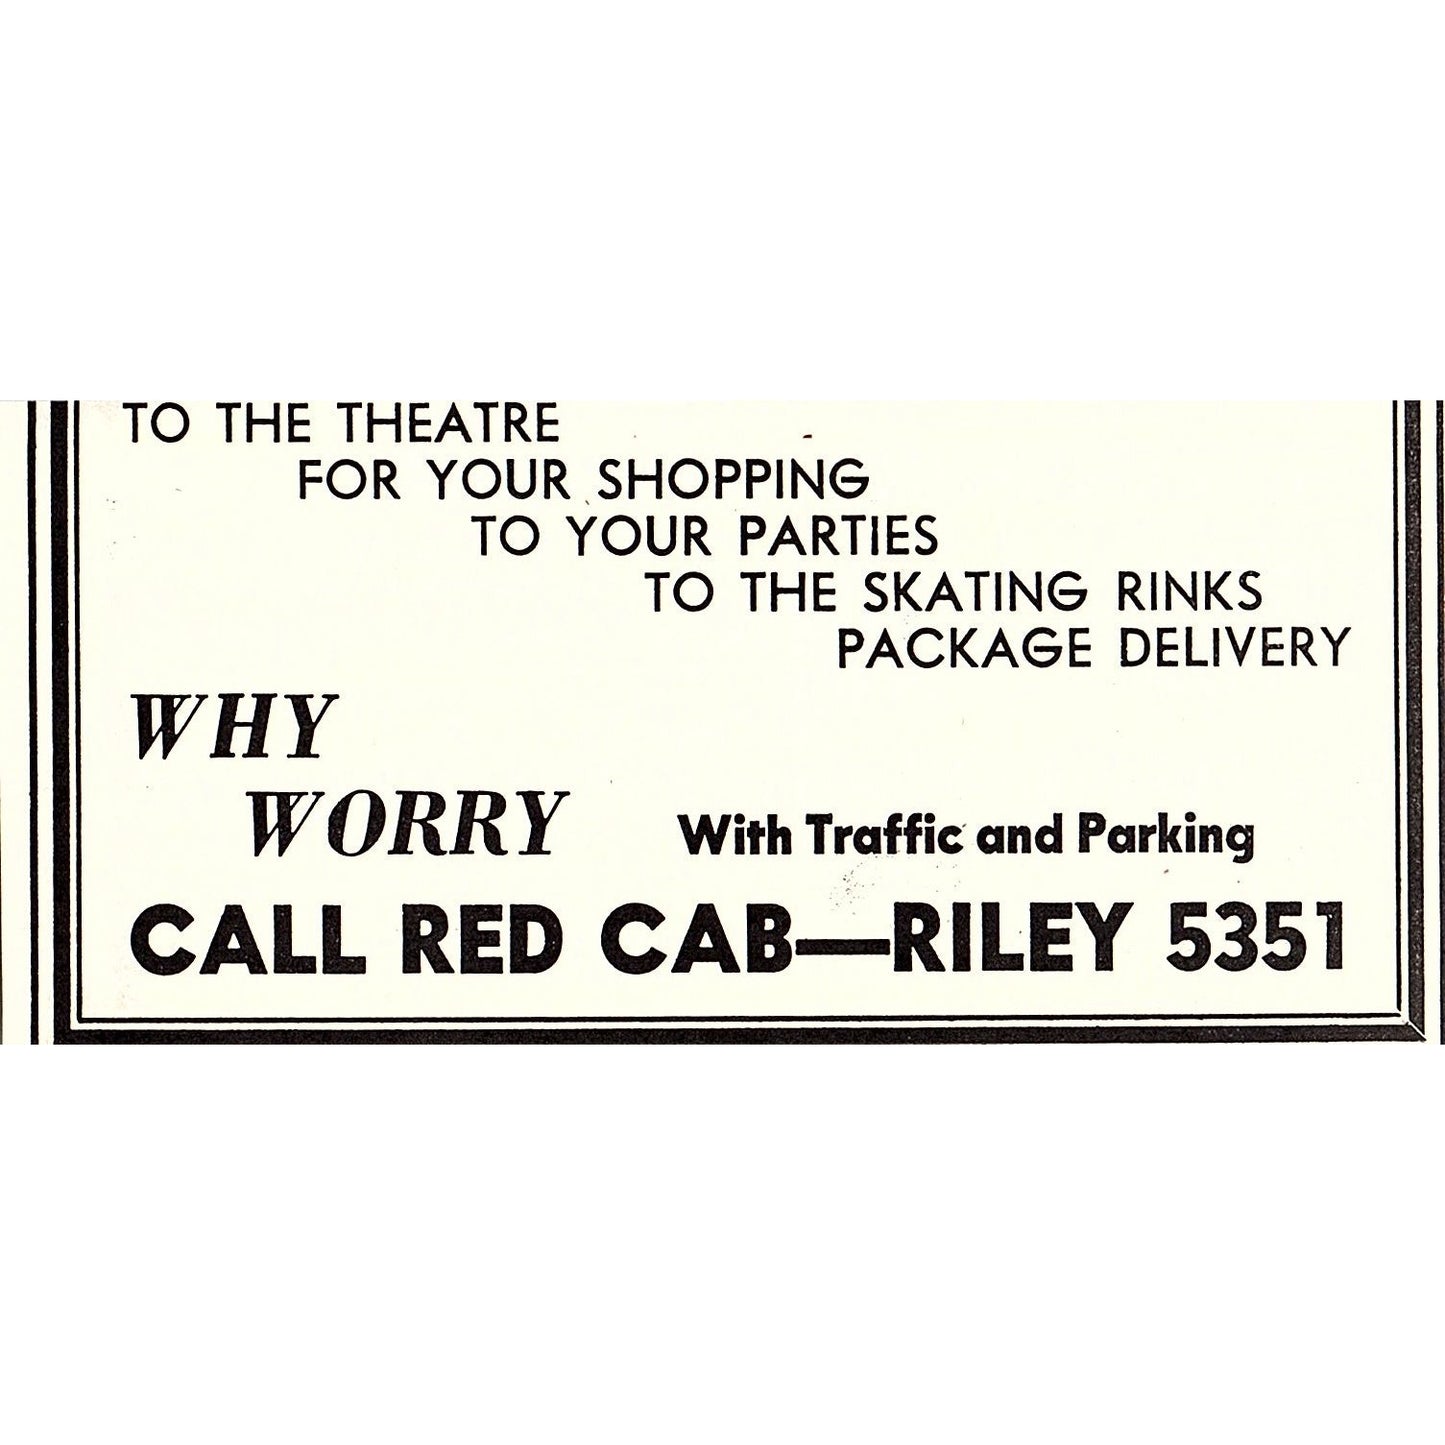 TO THE THEATRE
FOR YOUR SHOPPING
TO YOUR PARTIES
TO THE SKATING RINKS
PACKAGE DELIVERY
WHY
WORRY With Traffic and Parking
CALL RED CAB—RILEY 5351